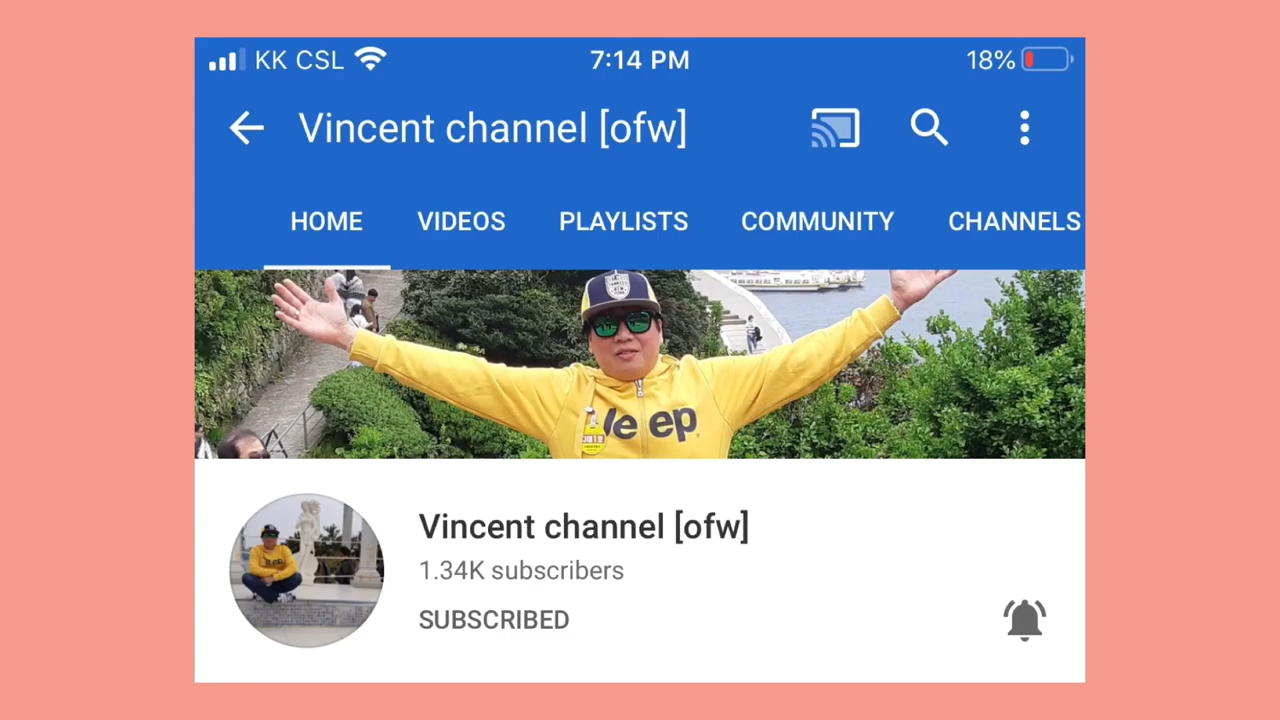 KK CSL 7:14 PM 18%
Vincent channel [ofw]
HOME VIDEOS PLAYLISTS COMMUNITY CHANNELS
Jeep
Vincent channel [ofw]
1.34K subscribers
SUBSCRIBED